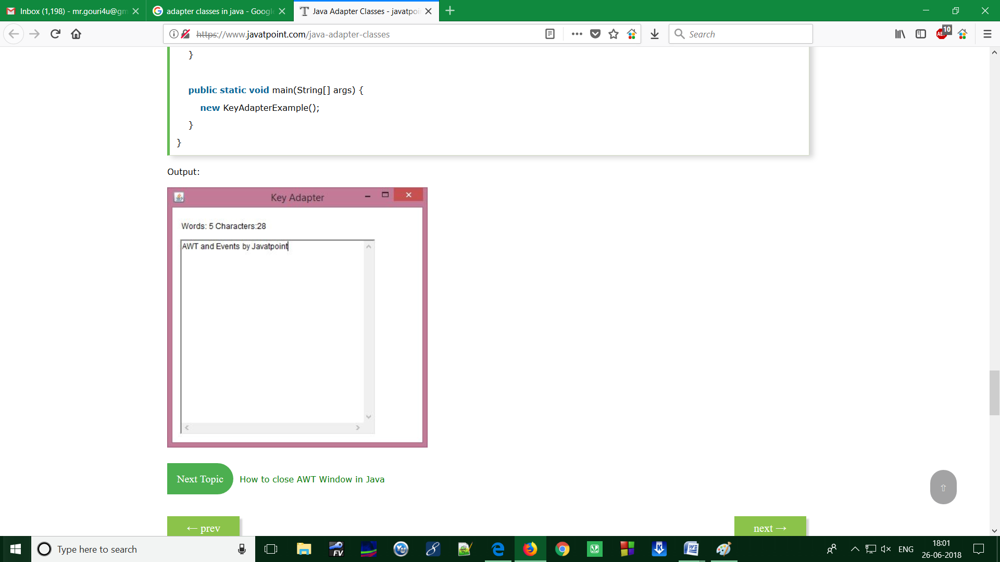 Inbox (1,198) - mr.gouri4u@gm
adapter classes in java - Googl
Java Adapter Classes - javatpoi
https://www.javatpoint.com/java-adapter-classes
Search
ABP
10
}
public static void main(String[] args) {
new KeyAdapterExample();
}
}
Output:
Key Adapter
Words: 5 Characters:28
AWT and Events by Javatpoint
Next Topic How to close AWT Window in Java
← prev
next →
Type here to search
FV
ENG
18:01
26-06-2018